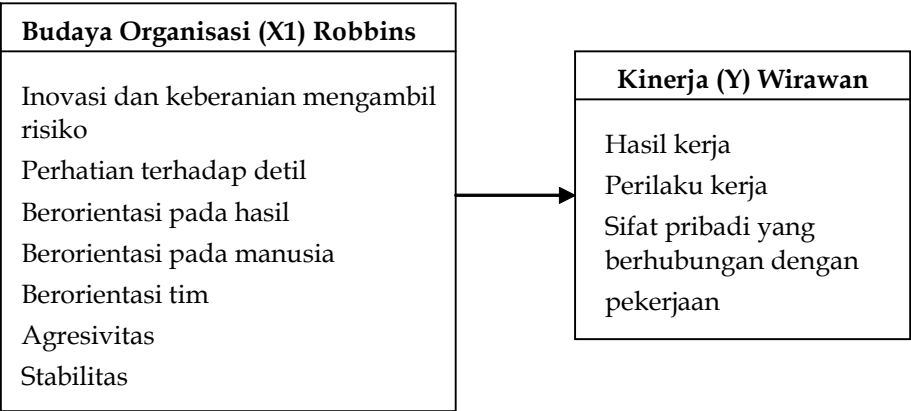 Budaya Organisasi (X1) Robbins
Inovasi dan keberanian mengambil
risiko
Perhatian terhadap detil
Berorientasi pada hasil
Berorientasi pada manusia
Berorientasi tim
Agresivitas
Stabilitas
Kinerja (Y) Wirawan
Hasil kerja
Perilaku kerja
Sifat pribadi yang
berhubungan dengan
pekerjaan